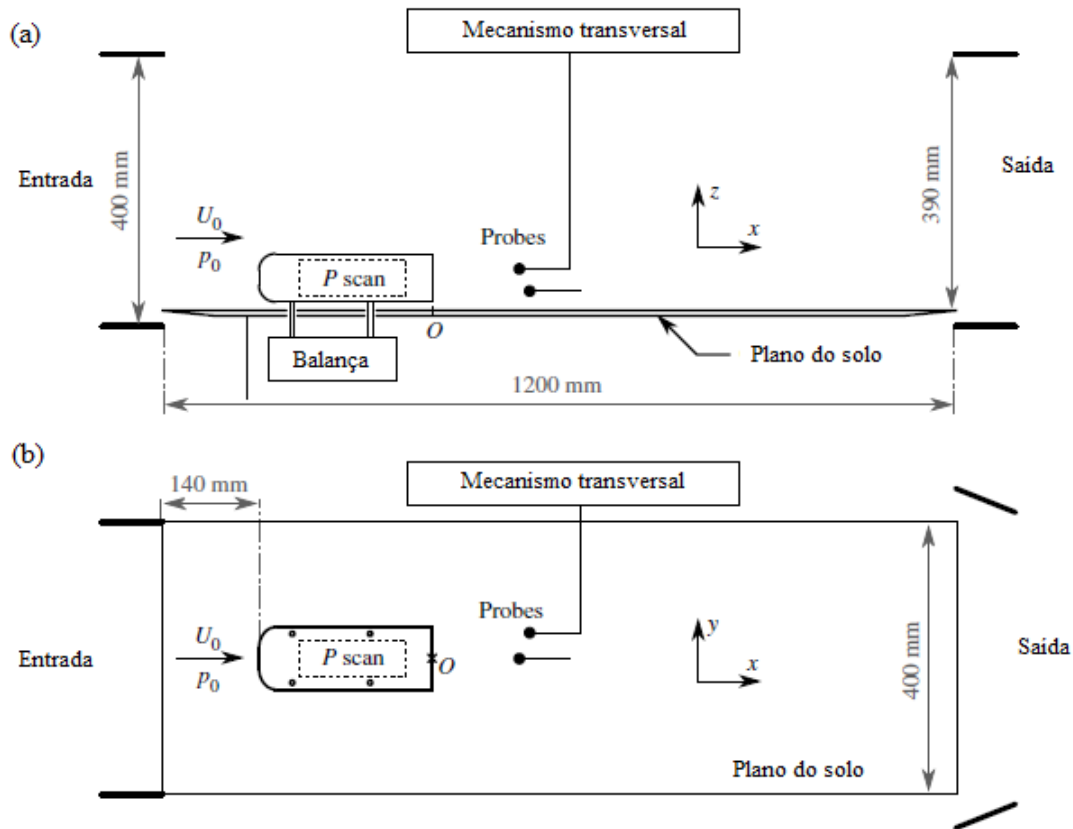 (a)
Mecanismo transversal
Entrada
400 mm
U0
p0
P scan
Probes
z
x
390 mm
Saída
O
Balança
Plano do solo
1200 mm
(b)
140 mm
Mecanismo transversal
Entrada
U0
p0
P scan
O
Probes
y
x
400 mm
Saída
Plano do solo